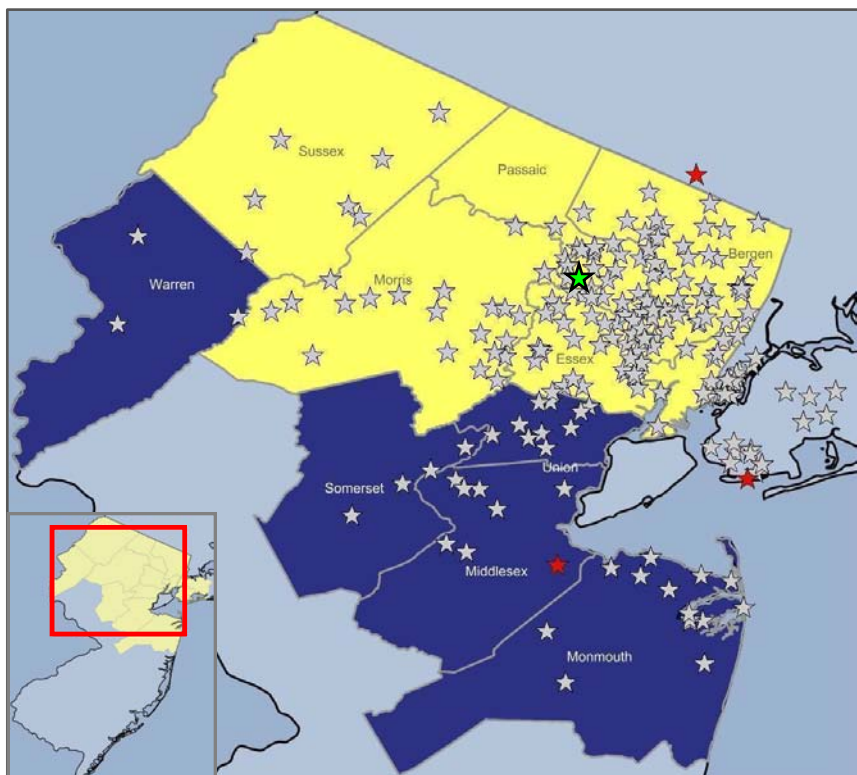 Sussex
Passaic
Bergen
Warren
Morris
Essex
Union
Somerset
Middlesex
Monmouth